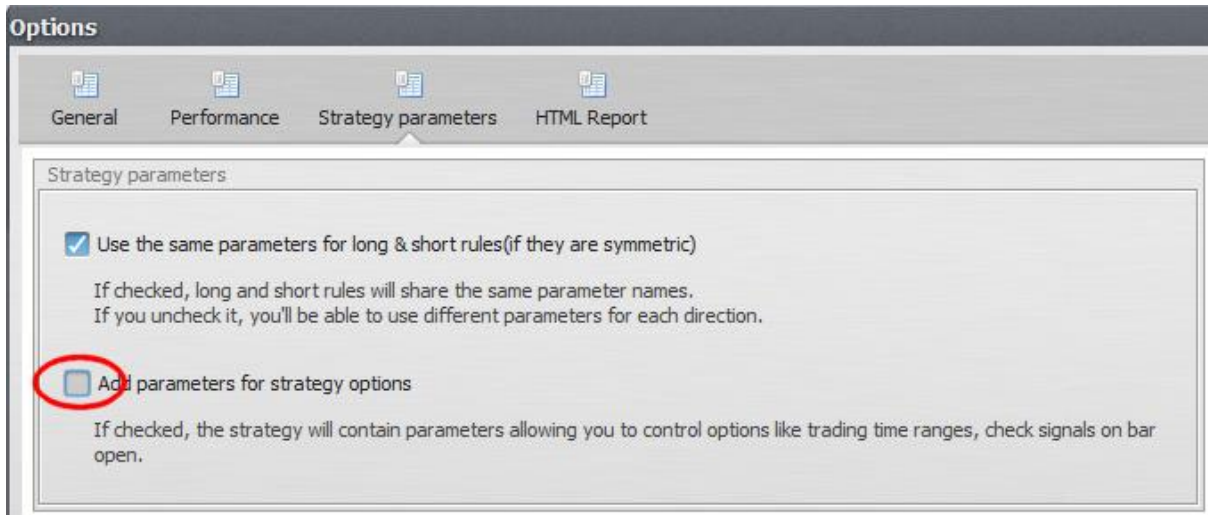 Options
General Performance Strategy parameters HTML Report
Strategy parameters
Use the same parameters for long & short rules(if they are symmetric)
If checked, long and short rules will share the same parameter names.
If you uncheck it, you'll be able to use different parameters for each direction.
Add parameters for strategy options
If checked, the strategy will contain parameters allowing you to control options like trading time ranges, check signals on bar
open.